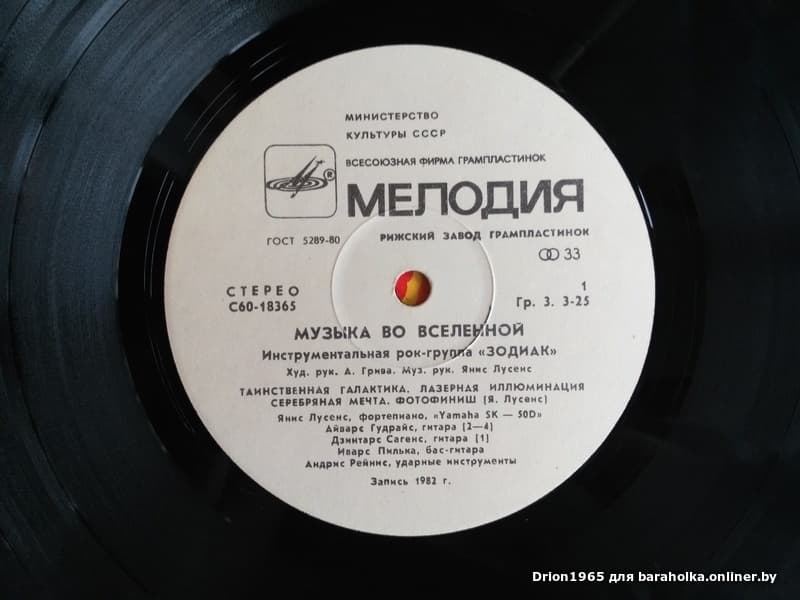 МИНИСТЕРСТВО
КУЛЬТУРЫ СССР
ВСЕСОЮЗНАЯ ФИРМА ГРАМПЛАСТИНОК
®
МЕЛОДИЯ
ГОСТ 5289-80 РИЖСКИЙ ЗАВОД ГРАМПЛАСТИНОК
33
СТЕРЕО 1
С60-18365 Гр. 3. 3-25
МУЗЫКА ВО ВСЕЛЕННОЙ
Инструментальная рок-группа «ЗОДИАК»
Худ. рук. А. Грива. Муз. рук. Янис Лусенс
ТАИНСТВЕННАЯ ГАЛАКТИКА. ЛАЗЕРНАЯ ИЛЛЮМИНАЦИЯ
СЕРЕБРЯНАЯ МЕЧТА. ФОТОФИНИШ (Я. Лусенс)
Янис Лусенс, фортепиано, «Yamaha SK — 50D»
Айварс Гудрайс, гитара [2—4]
Дзинтарс Сагенс, гитара [1]
Иварс Пилька, бас-гитара
Андрис Рейнис, ударные инструменты
Запись 1982 г.
Drion1965 для baraholka.onliner.by